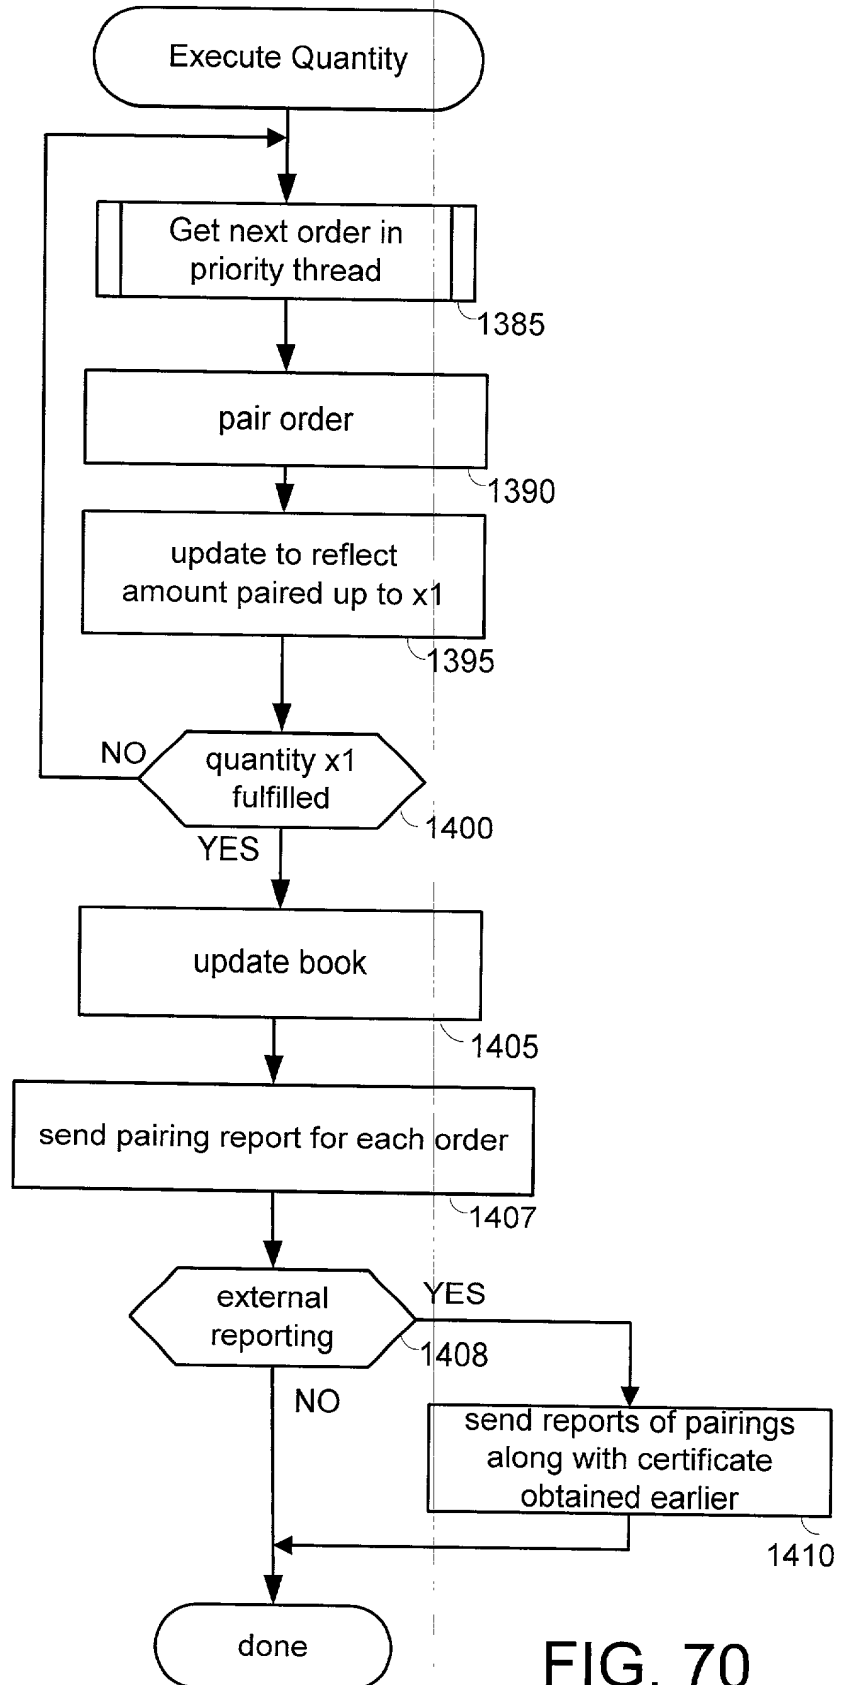 Execute Quantity
Get next order in
priority thread
1385
pair order
1390
update to reflect
amount paired up to x1
1395
NO
quantity x1
fulfilled
1400
YES
update book
1405
send pairing report for each order
1407
external
reporting
YES
1408
NO
send reports of pairings
along with certificate
obtained earlier
1410
done
FIG. 70